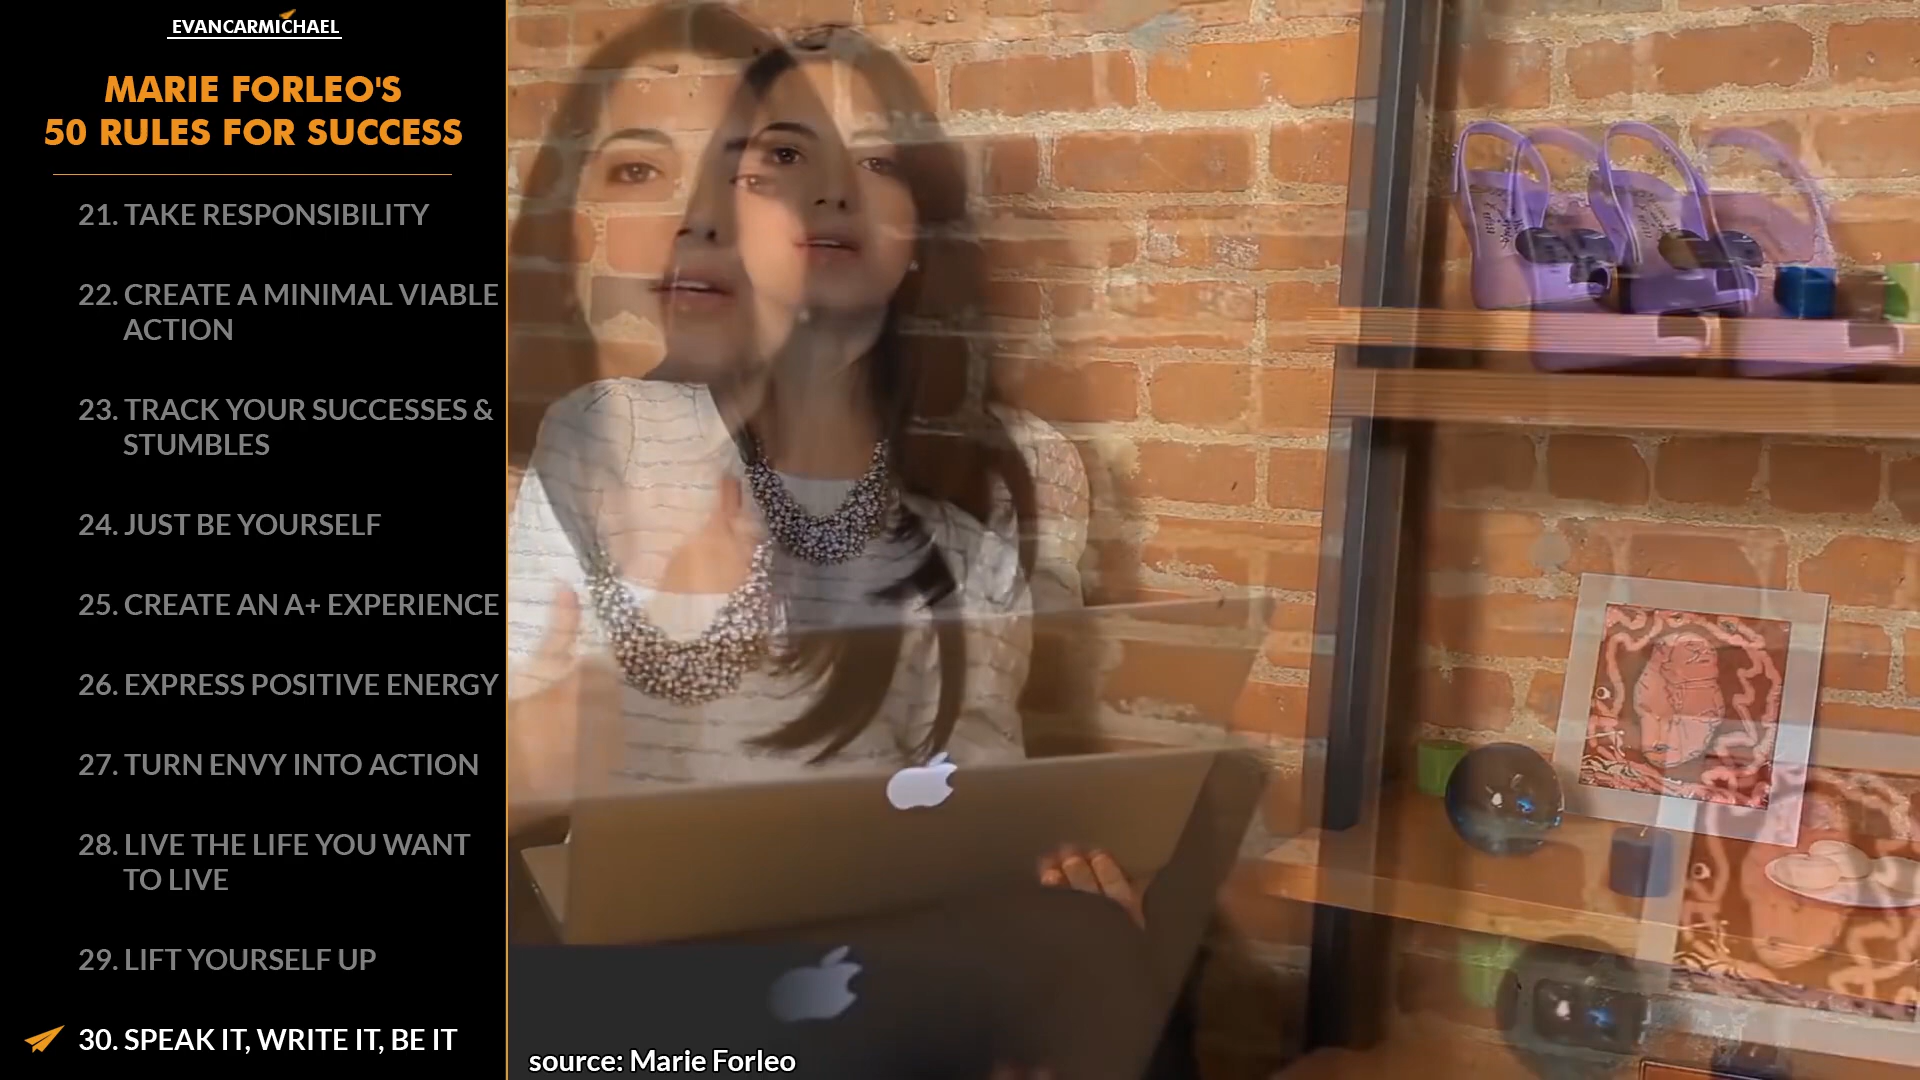 EVANCARMICHAEL
MARIE FORLEO'S
50 RULES FOR SUCCESS
21. TAKE RESPONSIBILITY
22. CREATE A MINIMAL VIABLE
ACTION
23. TRACK YOUR SUCCESSES &
STUMBLES
24. JUST BE YOURSELF
25. CREATE AN A+ EXPERIENCE
26. EXPRESS POSITIVE ENERGY
27. TURN ENVY INTO ACTION
28. LIVE THE LIFE YOU WANT
TO LIVE
29. LIFT YOURSELF UP
30. SPEAK IT, WRITE IT, BE IT
source: Marie Forleo